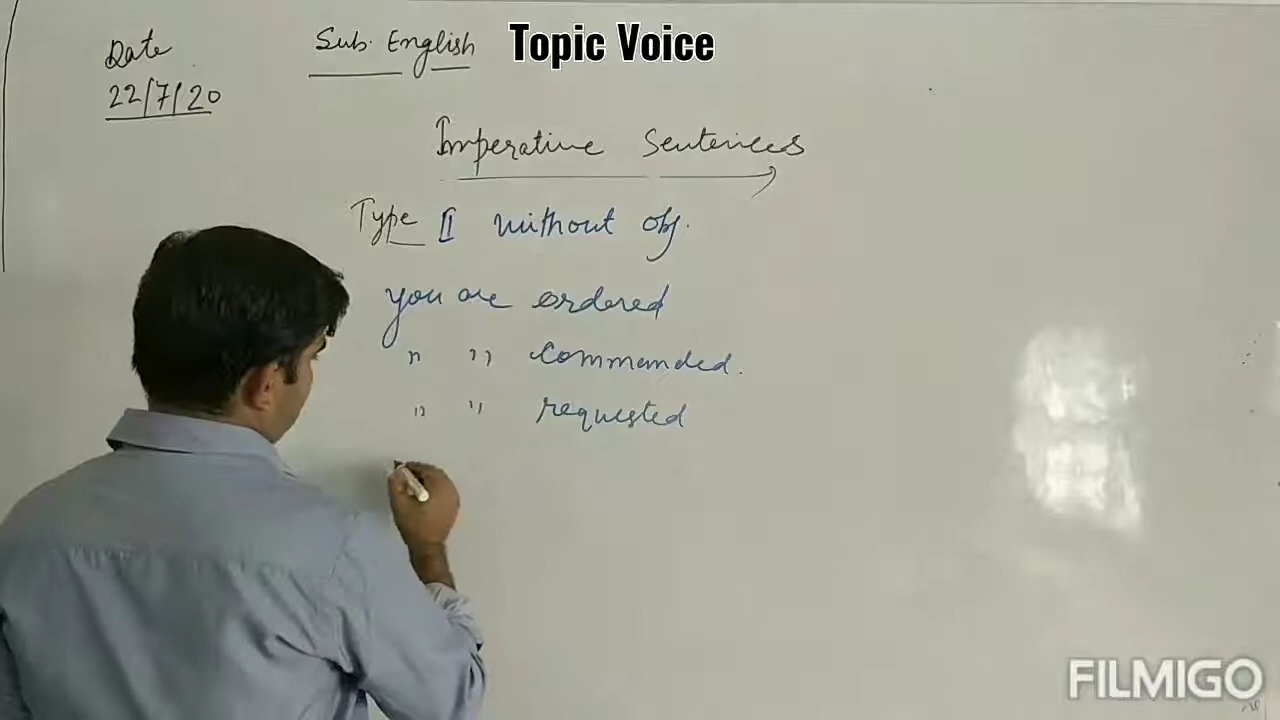 Date
22/7/20
Sub. English
Topic Voice
Imperative Sentences
Type II without obj.
you are ordered
" " commanded.
" " requested
FILMIGO